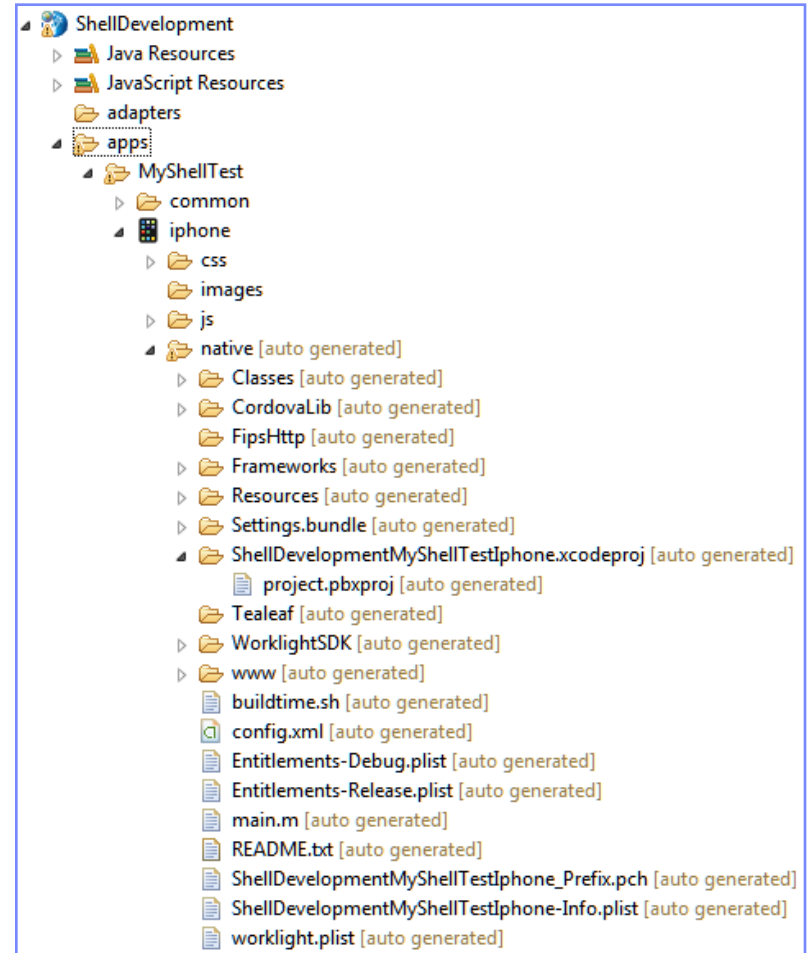 ShellDevelopment
Java Resources
JavaScript Resources
adapters
apps
MyShellTest
common
iphone
css
images
js
native [auto generated]
Classes [auto generated]
CordovaLib [auto generated]
FipsHttp [auto generated]
Frameworks [auto generated]
Resources [auto generated]
Settings.bundle [auto generated]
ShellDevelopmentMyShellTestIphone.xcodeproj [auto generated]
project.pbxproj [auto generated]
Tealeaf [auto generated]
WorklightSDK [auto generated]
www [auto generated]
buildtime.sh [auto generated]
config.xml [auto generated]
Entitlements-Debug.plist [auto generated]
Entitlements-Release.plist [auto generated]
main.m [auto generated]
README.txt [auto generated]
ShellDevelopmentMyShellTestIphone_Prefix.pch [auto generated]
ShellDevelopmentMyShellTestIphone-Info.plist [auto generated]
worklight.plist [auto generated]